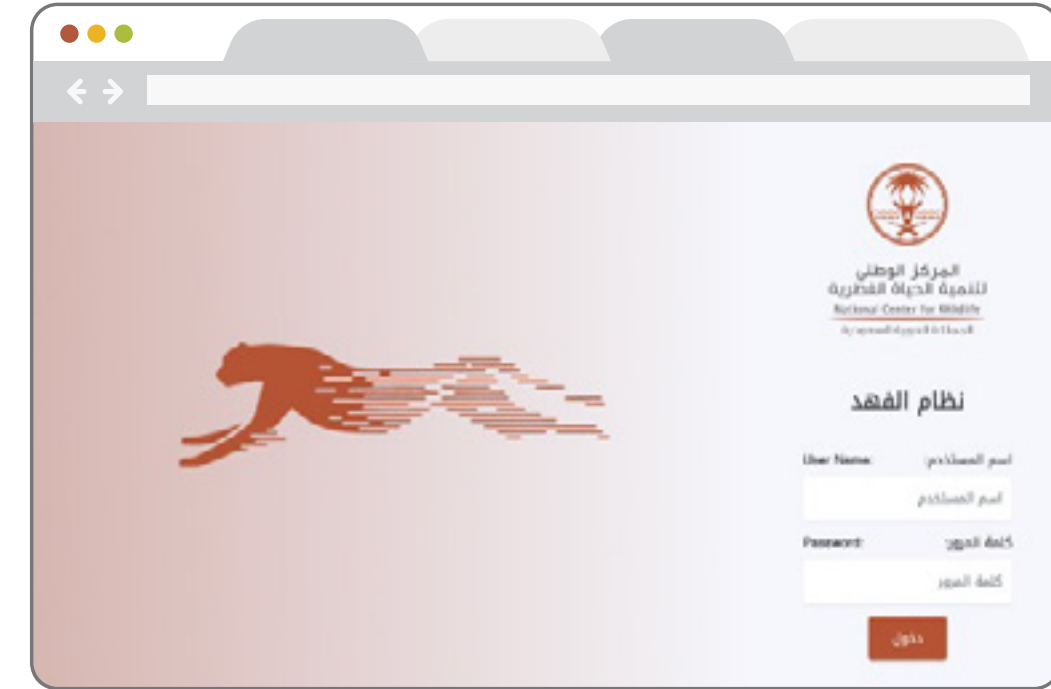 المركز الوطني
لتنمية الحياة الفطرية
National Center for Wildlife
نظام الفهد
User Name: اسم المستخدم:
اسم المستخدم
Password: كلمة المرور:
كلمة المرور
دخول